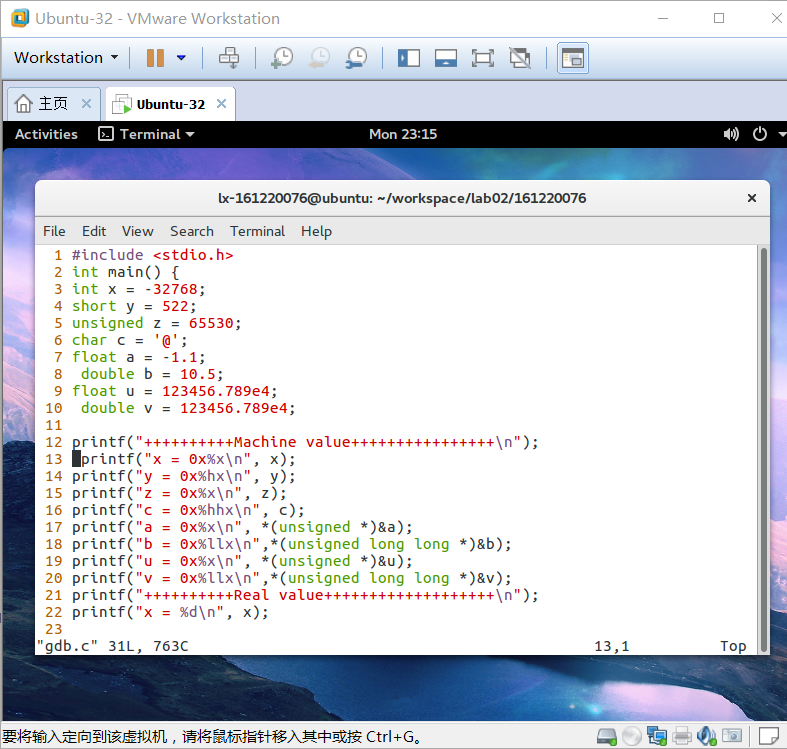 Ubuntu-32 - VMware Workstation
Workstation
主页
Ubuntu-32
Activities Terminal Mon 23:15
lx-161220076@ubuntu: ~/workspace/lab02/161220076
File Edit View Search Terminal Help
1 #include <stdio.h>
2 int main() {
3 int x = -32768;
4 short y = 522;
5 unsigned z = 65530;
6 char c = '@';
7 float a = -1.1;
8  double b = 10.5;
9 float u = 123456.789e4;
10  double v = 123456.789e4;
11
12 printf("++++++++++Machine value++++++++++++++++\n");
13  printf("x = 0x%x\n", x);
14 printf("y = 0x%hx\n", y);
15 printf("z = 0x%x\n", z);
16 printf("c = 0x%hhx\n", c);
17 printf("a = 0x%x\n", *(unsigned *)&a);
18 printf("b = 0x%llx\n",*(unsigned long long *)&b);
19 printf("u = 0x%x\n", *(unsigned *)&u);
20 printf("v = 0x%llx\n",*(unsigned long long *)&v);
21 printf("++++++++++Real value+++++++++++++++++++\n");
22 printf("x = %d\n", x);
23
"gdb.c" 31L, 763C 13,1 Top
要将输入定向到该虚拟机，请将鼠标指针移入其中或按 Ctrl+G。